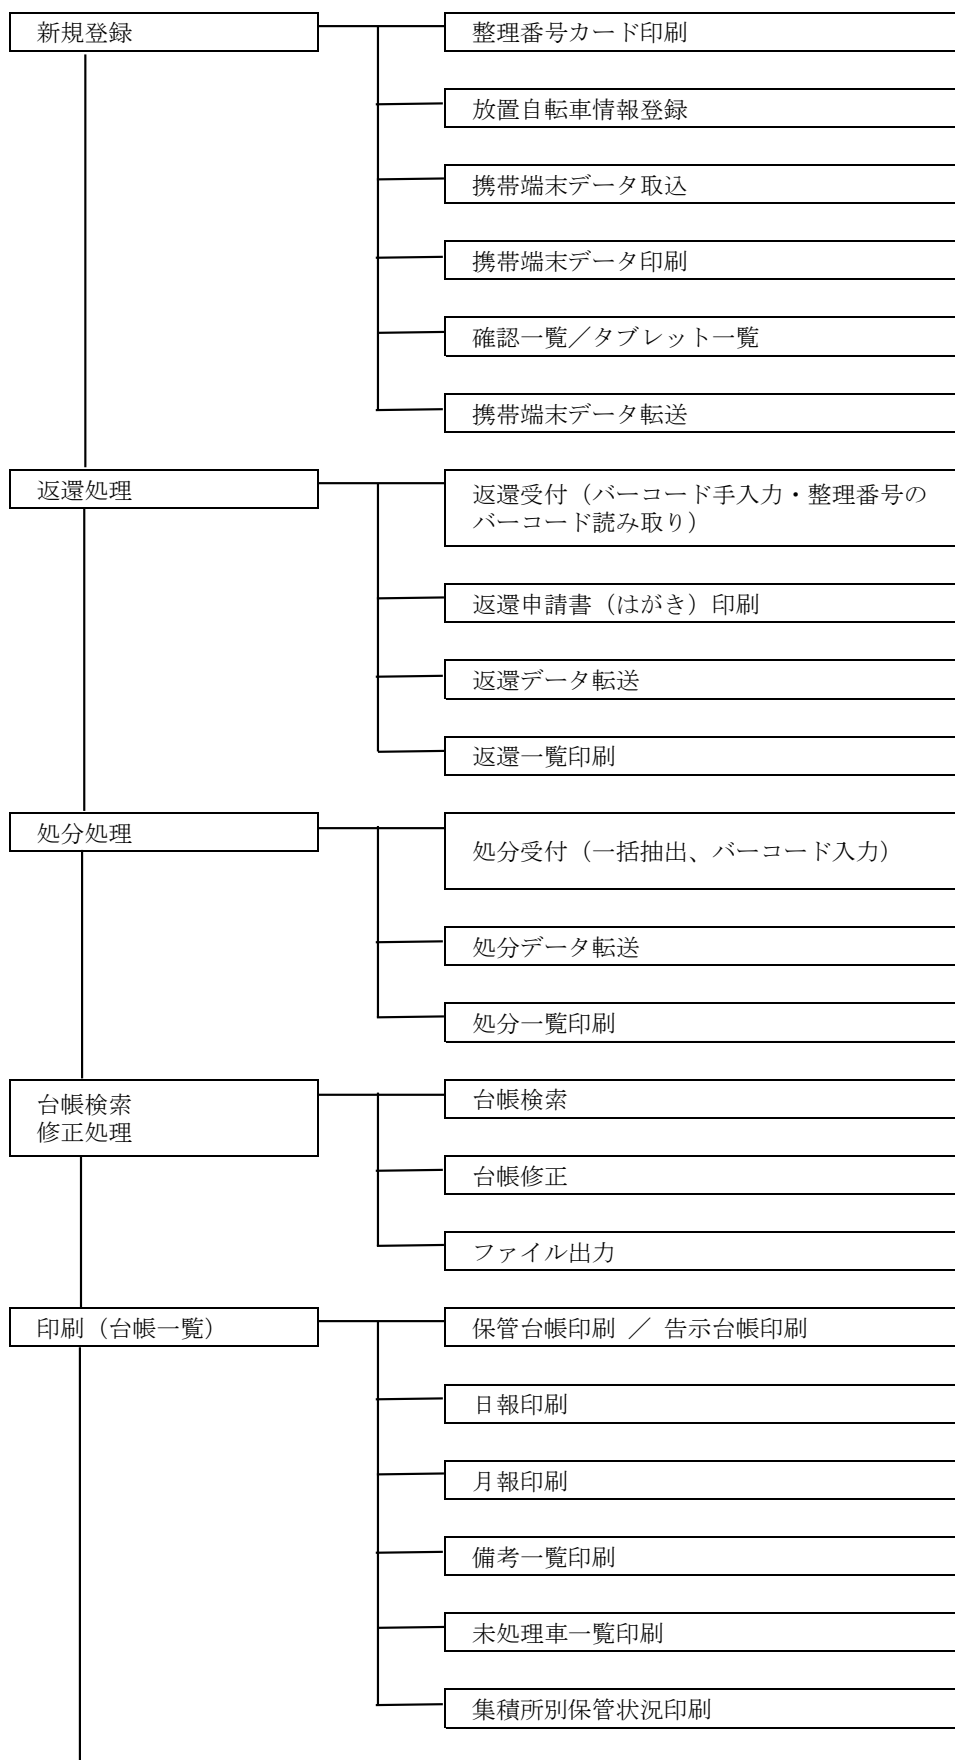 新規登録
整理番号カード印刷
放置自転車情報登録
携帯端末データ取込
携帯端末データ印刷
確認一覧／タブレット一覧
携帯端末データ転送
返還処理
返還受付（バーコード手入力・整理番号の
バーコード読み取り）
返還申請書（はがき）印刷
返還データ転送
返還一覧印刷
処分処理
処分受付（一括抽出、バーコード入力）
処分データ転送
処分一覧印刷
台帳検索
修正処理
台帳検索
台帳修正
ファイル出力
印刷（台帳一覧）
保管台帳印刷 ／ 告示台帳印刷
日報印刷
月報印刷
備考一覧印刷
未処理車一覧印刷
集積所別保管状況印刷